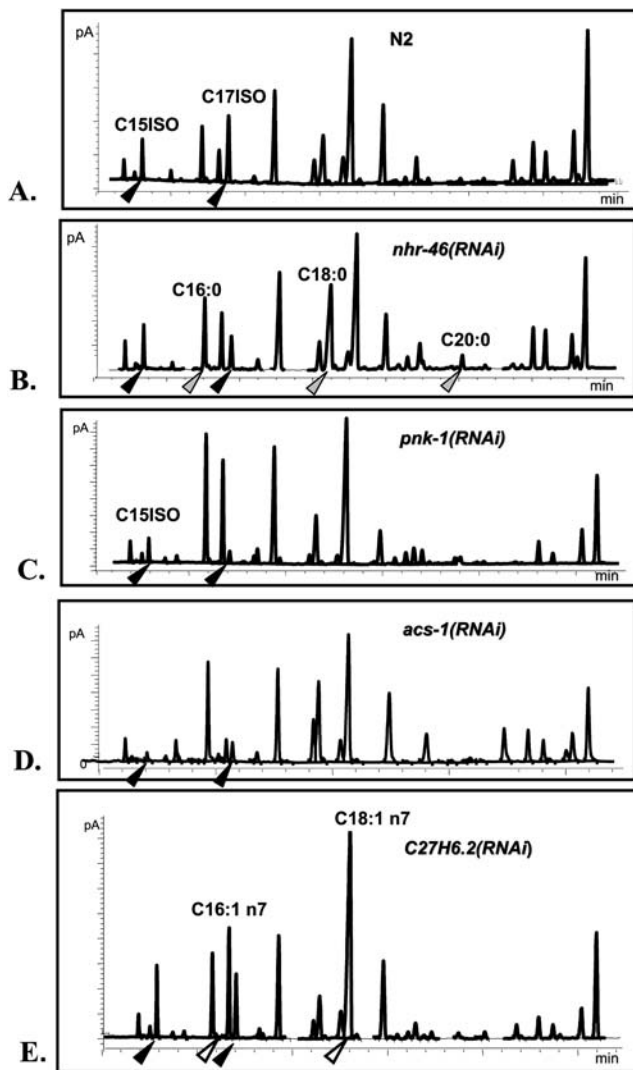 pA
N2
C17ISO
C15ISO
min
A.
pA
nhr-46(RNAi)
C16:0
C18:0
C20:0
min
B.
pnk-1(RNAi)
pA
C15ISO
min
C.
acs-1(RNAi)
pA
0
D.
C18:1 n7
pA
C27H6.2(RNAi)
C16:1 n7
min
E.